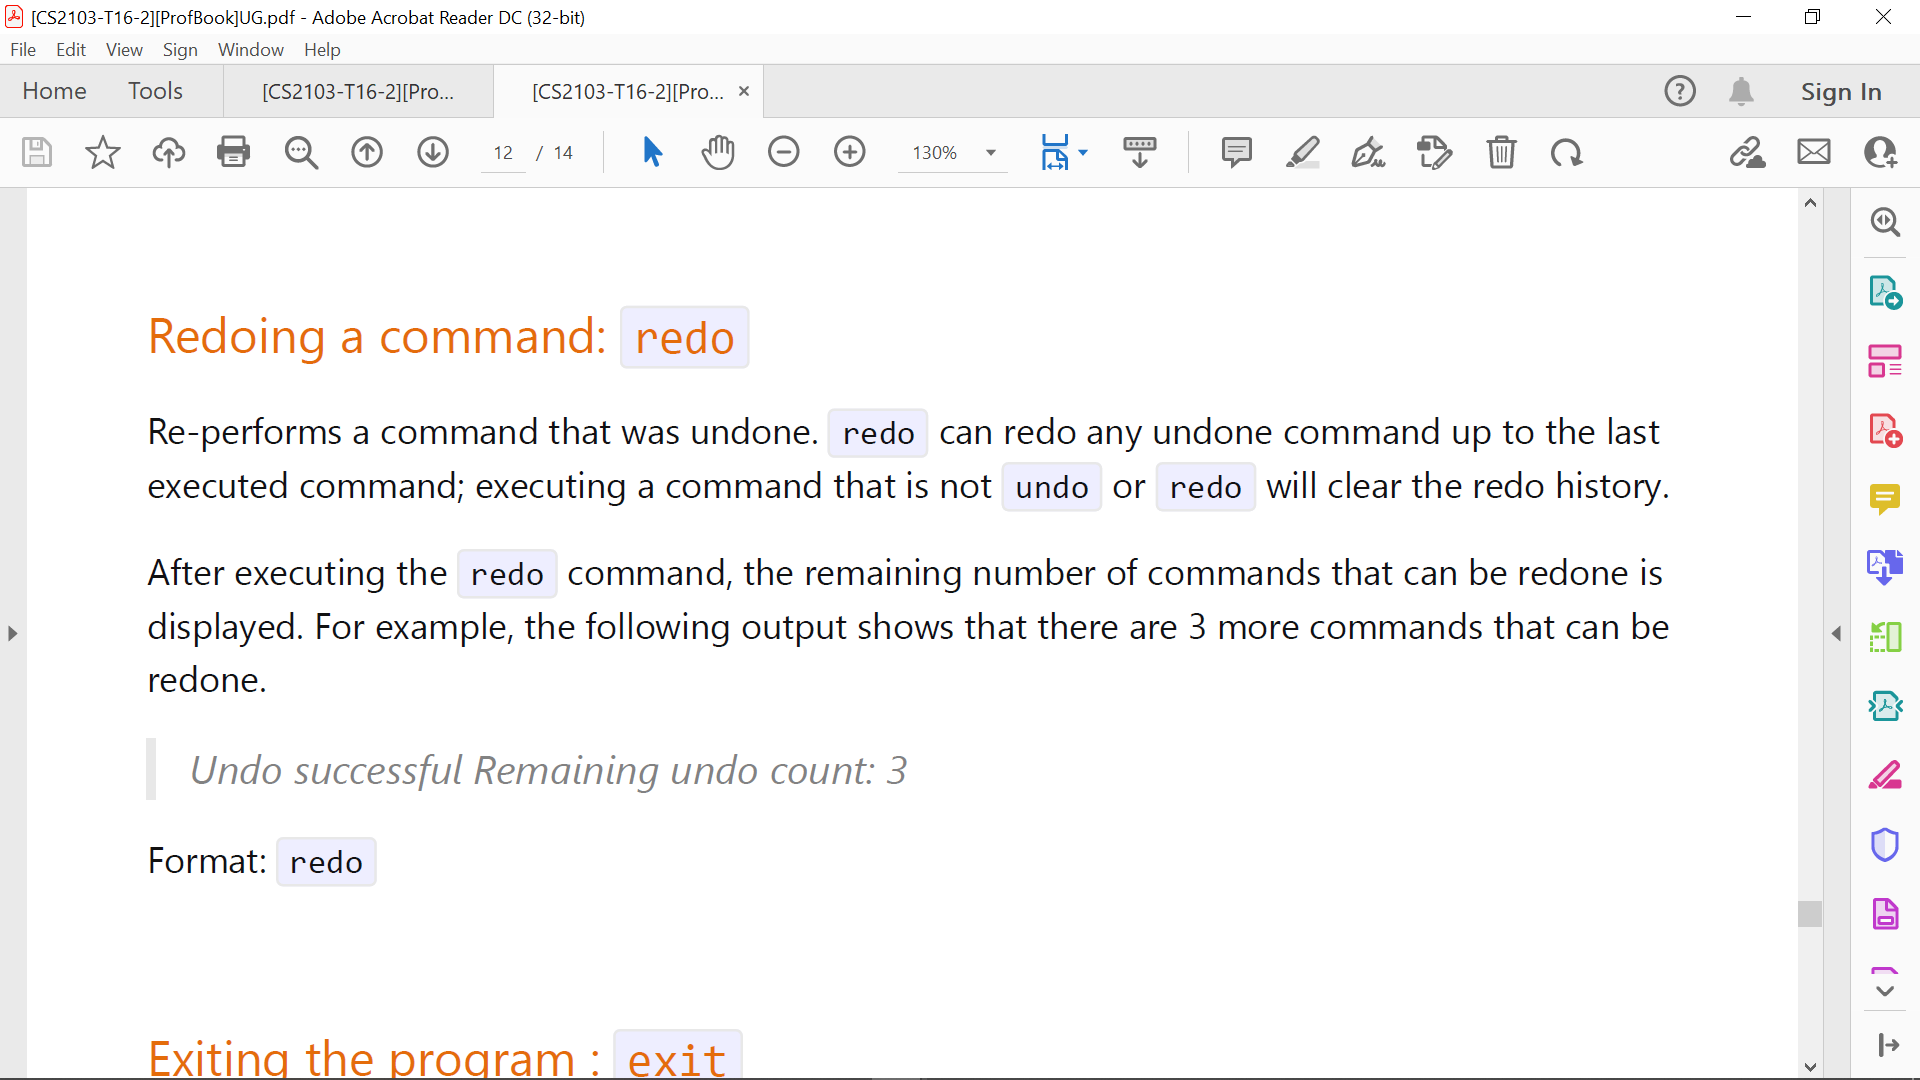 [CS2103-T16-2][ProfBook]UG.pdf - Adobe Acrobat Reader DC (32-bit)
File Edit View Sign Window Help
Home Tools [CS2103-T16-2][Pro... [CS2103-T16-2][Pro... × Sign In
12 / 14 130%
Redoing a command: redo
Re-performs a command that was undone. redo can redo any undone command up to the last
executed command; executing a command that is not undo or redo will clear the redo history.
After executing the redo command, the remaining number of commands that can be redone is
displayed. For example, the following output shows that there are 3 more commands that can be
redone.
Undo successful Remaining undo count: 3
Format: redo
Exiting the program : exit